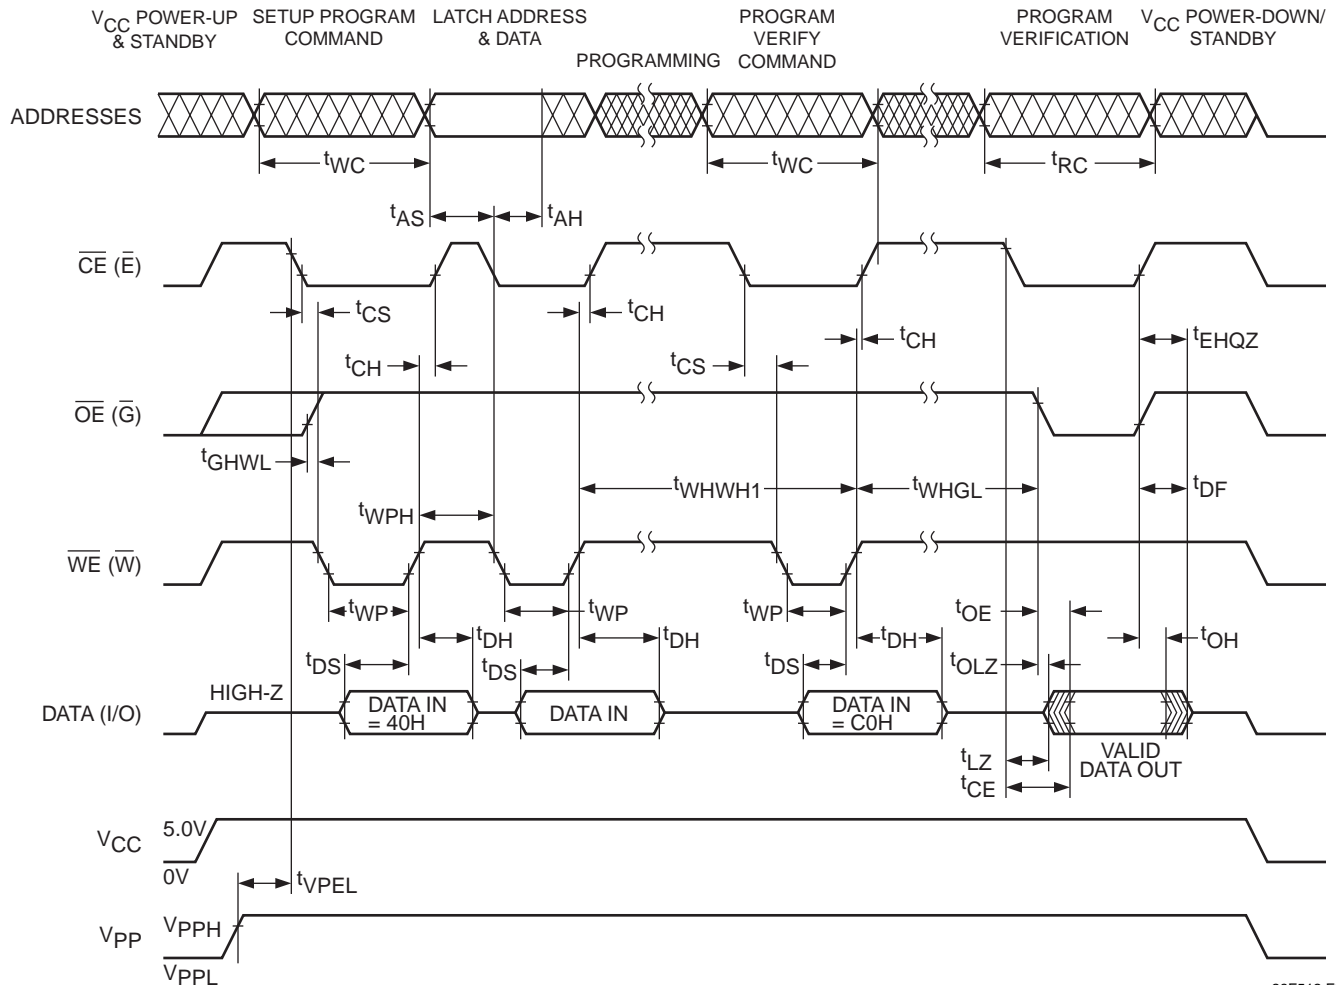 VCC POWER-UP
& STANDBY
SETUP PROGRAM
COMMAND
LATCH ADDRESS
& DATA
PROGRAMMING
PROGRAM
VERIFY
COMMAND
PROGRAM
VERIFICATION
VCC POWER-DOWN/
STANDBY
ADDRESSES
tWC
tWC
tRC
tAS
tAH
C̅E̅ (E̅)
tCS
tCH
tCH
tEHQZ
tCH
tCS
O̅E̅ (G̅)
tGHWL
tWHWH1
tWHGL
tDF
tWPH
W̅E̅ (W̅)
tWP
tWP
tWP
tOE
tDH
tDH
tDH
tOH
tDS
tDS
tDS
tOLZ
HIGH-Z
DATA (I/O)
DATA IN
= 40H
DATA IN
DATA IN
= C0H
VALID
DATA OUT
tLZ
tCE
VCC
5.0V
0V
tVPEL
VPP
VPPH
VPPL